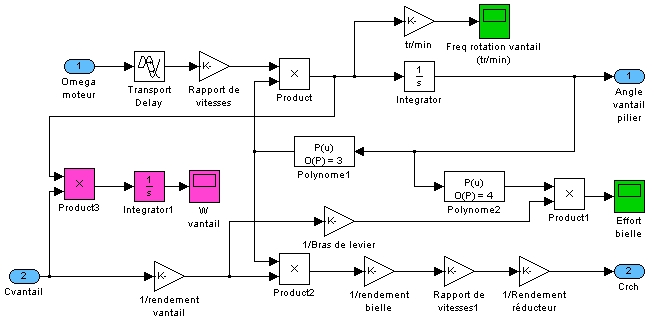 K-
tr/min
Freq rotation vantail
(tr/min)
1
Omega
moteur
Transport
Delay
K-
Rapport de
vitesses
×
Product
1
s
Integrator
1
Angle
vantail
pilier
P(u)
O(P) = 3
Polynome1
×
Product3
1
s
Integrator1
W
vantail
P(u)
O(P) = 4
Polynome2
×
Product1
Effort
bielle
K-
1/Bras de levier
2
Cvantail
K-
1/rendement
vantail
×
Product2
K-
1/rendement
bielle
K-
Rapport de
vitesses1
K-
1/Rendement
réducteur
2
Crch